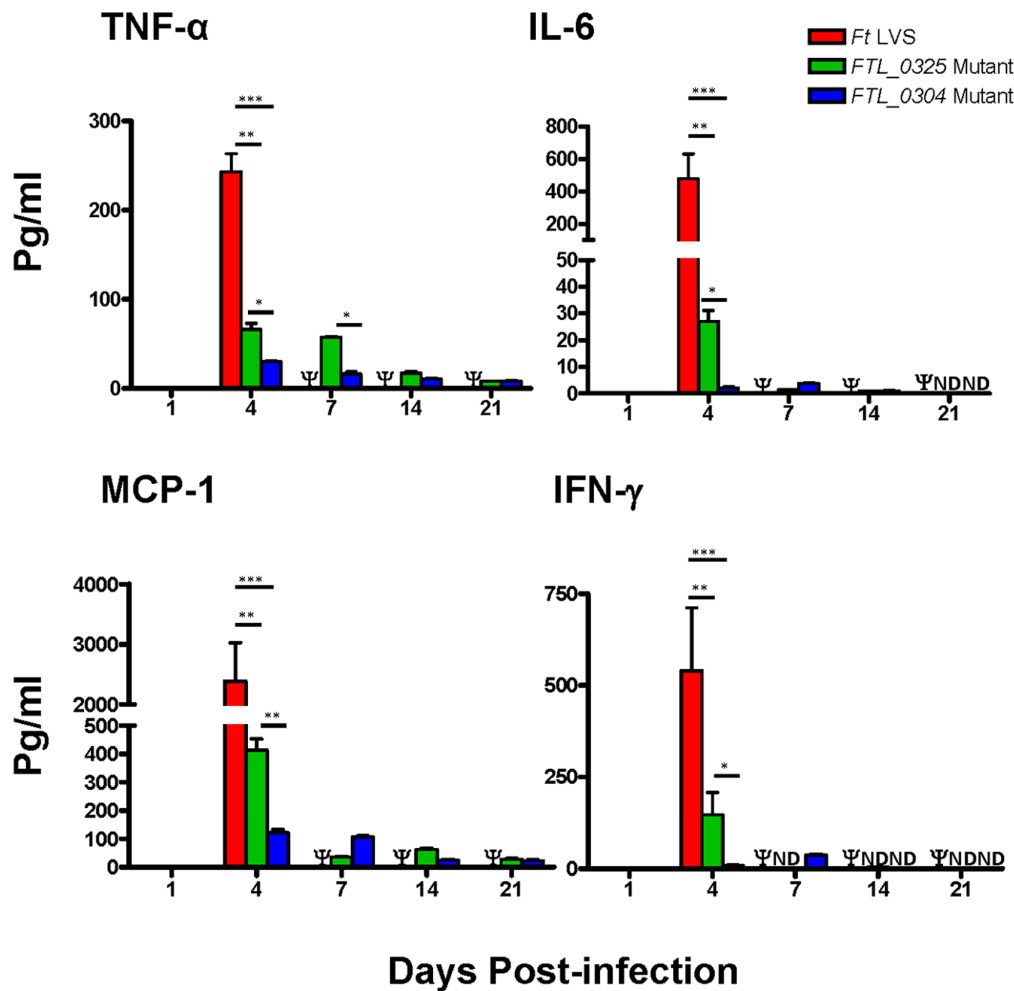 TNF-α
IL-6
Ft LVS
FTL_0325 Mutant
FTL_0304 Mutant
Pg/ml
300
200
100
0
***
**
*
*
Ψ
Ψ
Ψ
1 4 7 14 21
800
600
400
200
50
40
30
20
10
0
***
**
*
Ψ
Ψ
ΨNDND
1 4 7 14 21
MCP-1
IFN-γ
Pg/ml
4000
3000
2000
500
400
300
200
100
0
***
**
**
Ψ
Ψ
Ψ
1 4 7 14 21
750
500
250
0
***
**
*
ΨND
ΨNDND
ΨNDND
1 4 7 14 21
Days Post-infection